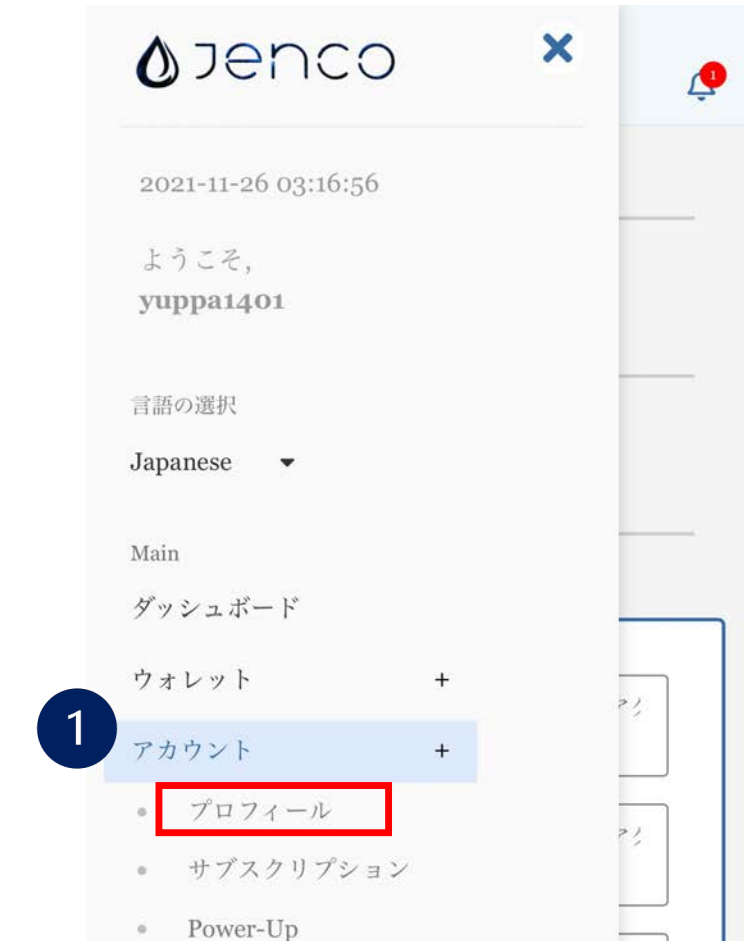 Jenco
1
2021-11-26 03:16:56
ようこそ,
yuppa1401
言語の選択
Japanese
Main
ダッシュボード
ウォレット +
1
アカウント +
プロフィール
サブスクリプション
Power-Up